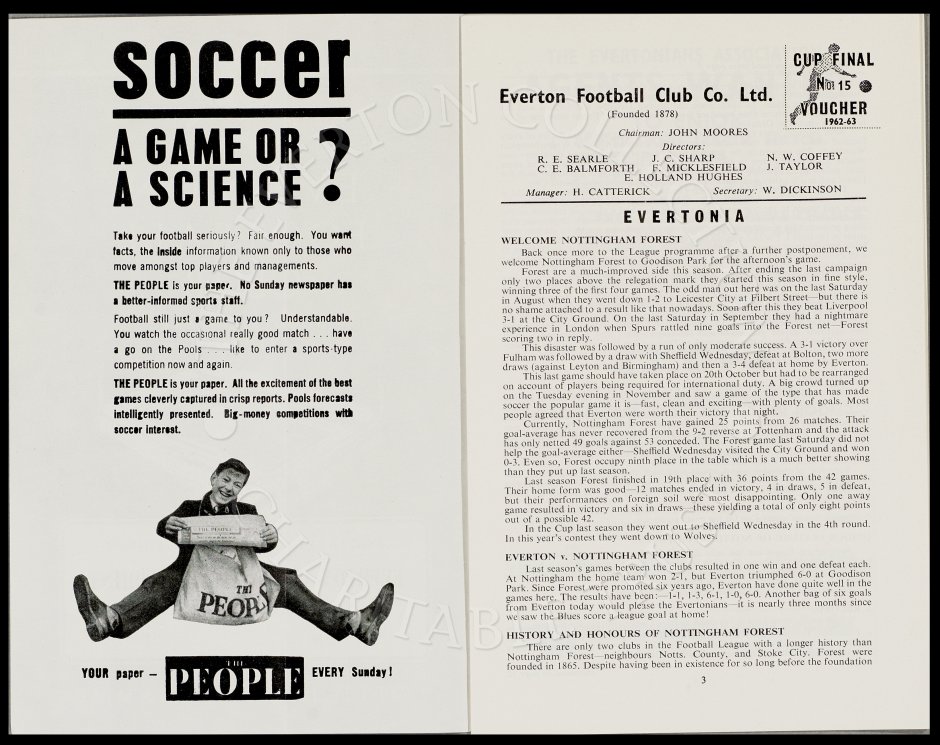 soccer
A GAME OR
A SCIENCE ?
Take your football seriously? Fair enough. You want
facts, the inside information known only to those who
move amongst top players and managements.
THE PEOPLE is your paper. No Sunday newspaper has
a better-informed sports staff.
Football still just a game to you? Understandable.
You watch the occasional really good match . . . have
a go on the Pools . . . like to enter a sports-type
competition now and again.
THE PEOPLE is your paper. All the excitement of the best
games cleverly captured in crisp reports. Pools forecasts
intelligently presented. Big-money competitions with
soccer interest.
THE PEOPLE
THE
PEOPL
YOUR paper – THE PEOPLE EVERY Sunday!
CUP FINAL
No 15
VOUCHER
1962-63
Everton Football Club Co. Ltd.
(Founded 1878)
Chairman: JOHN MOORES
Directors:
R. E. SEARLE J. C. SHARP N. W. COFFEY
C. E. BALMFORTH F. MICKLESFIELD J. TAYLOR
E. HOLLAND HUGHES
Manager: H. CATTERICK Secretary: W. DICKINSON
EVERTONIA
WELCOME NOTTINGHAM FOREST
Back once more to the League programme after a further postponement, we
welcome Nottingham Forest to Goodison Park for the afternoon's game.
Forest are a much-improved side this season. After ending the last campaign
only two places above the relegation mark they started this season in fine style,
winning three of the first four games. The odd man out here was on the last Saturday
in August when they went down 1-2 to Leicester City at Filbert Street—but there is
no shame attached to a result like that nowadays. Soon after this they beat Liverpool
3-1 at the City Ground. On the last Saturday in September they had a nightmare
experience in London when Spurs rattled nine goals into the Forest net—Forest
scoring two in reply.
This disaster was followed by a run of only moderate success. A 3-1 victory over
Fulham was followed by a draw with Sheffield Wednesday, defeat at Bolton, two more
draws (against Leyton and Birmingham) and then a 3-4 defeat at home by Everton.
This last game should have taken place on 20th October but had to be rearranged
on account of players being required for international duty. A big crowd turned up
on the Tuesday evening in November and saw a game of the type that has made
soccer the popular game it is—fast, clean and exciting—with plenty of goals. Most
people agreed that Everton were worth their victory that night.
Currently, Nottingham Forest have gained 25 points from 26 matches. Their
goal-average has never recovered from the 9-2 reverse at Tottenham and the attack
has only netted 49 goals against 53 conceded. The Forest game last Saturday did not
help the goal-average either—Sheffield Wednesday visited the City Ground and won
0-3. Even so, Forest occupy ninth place in the table which is a much better showing
than they put up last season.
Last season Forest finished in 19th place with 36 points from the 42 games.
Their home form was good—12 matches ended in victory, 4 in draws, 5 in defeat,
but their performances on foreign soil were most disappointing. Only one away
game resulted in victory and six in draws—these yielding a total of only eight points
out of a possible 42.
In the Cup last season they went out to Sheffield Wednesday in the 4th round.
In this year's contest they went down to Wolves.
EVERTON v. NOTTINGHAM FOREST
Last season's games between the clubs resulted in one win and one defeat each.
At Nottingham the home team won 2-1, but Everton triumphed 6-0 at Goodison
Park. Since Forest were promoted six years ago, Everton have done quite well in the
games here. The results have been:—1-1, 1-3, 6-1, 1-0, 6-0. Another bag of six goals
from Everton today would please the Evertonians—it is nearly three months since
we saw the Blues score a league goal at home!
HISTORY AND HONOURS OF NOTTINGHAM FOREST
There are only two clubs in the Football League with a longer history than
Nottingham Forest—neighbours Notts. County, and Stoke City. Forest were
founded in 1865. Despite having been in existence for so long before the foundation
3